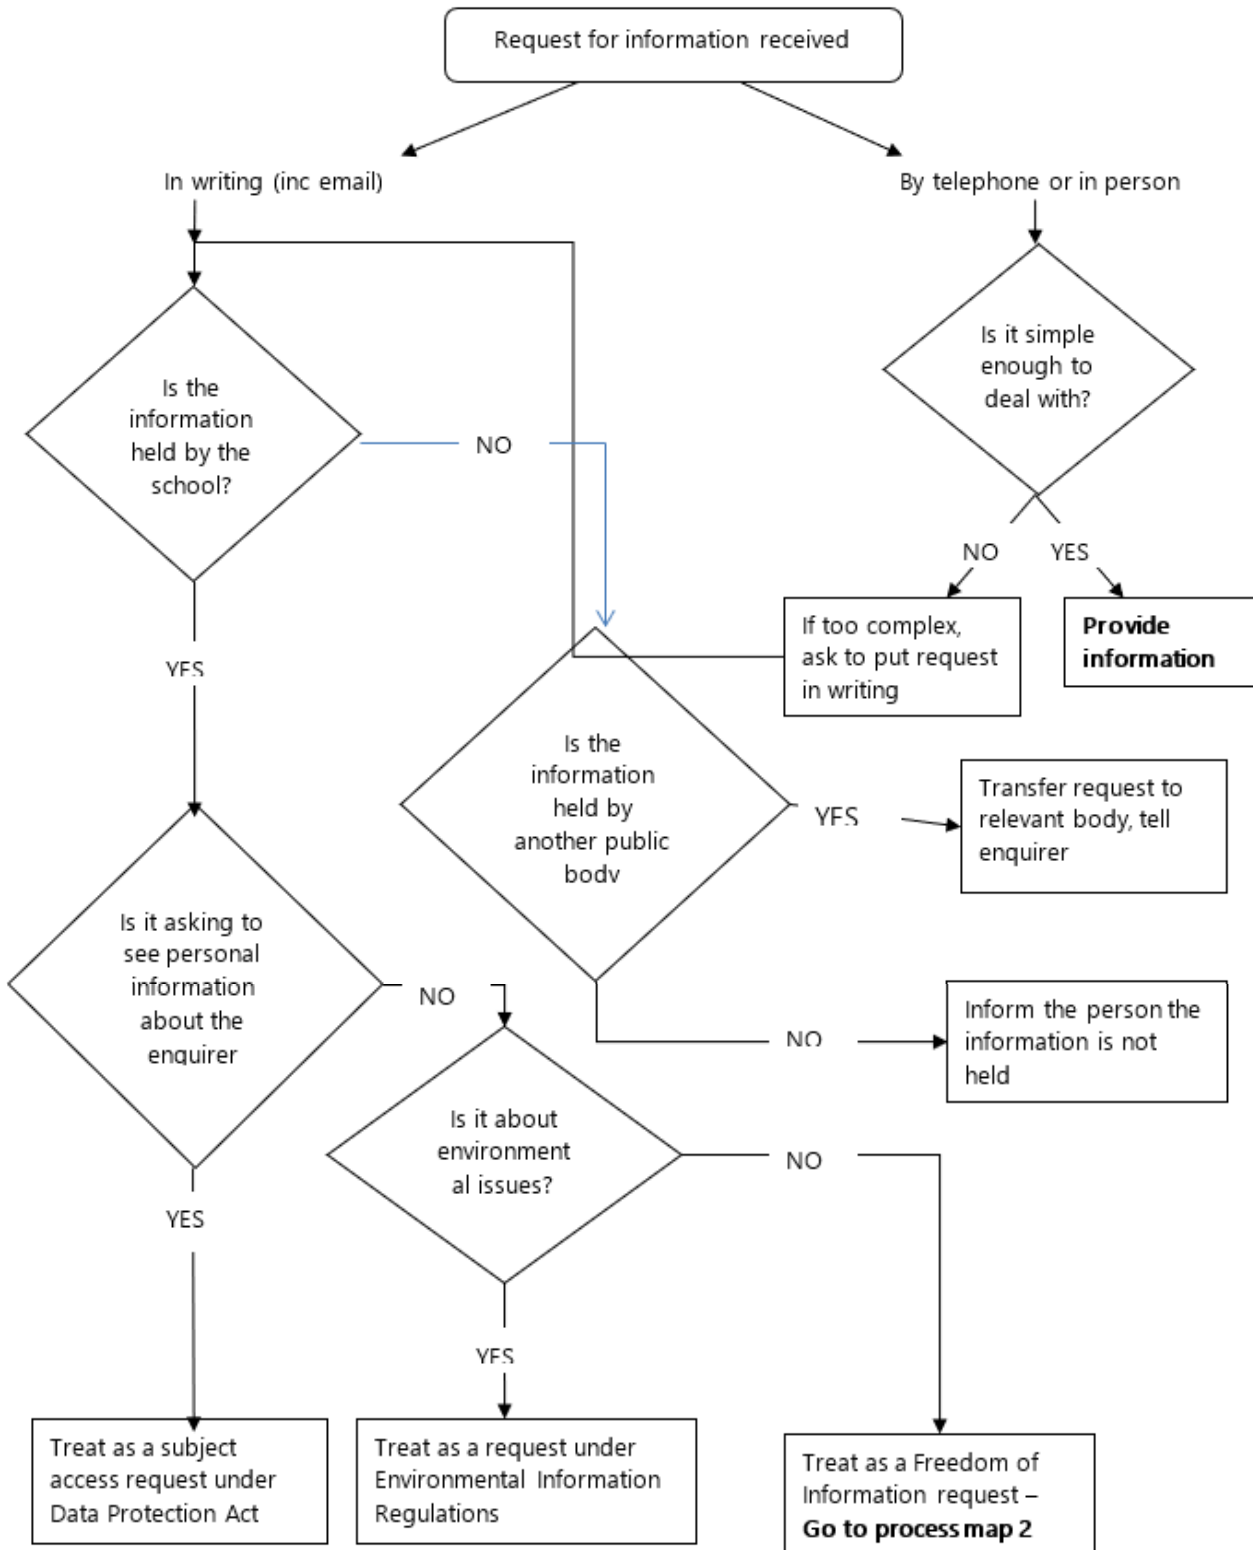 Request for information received
In writing (inc email)
By telephone or in person
Is it simple
enough to
deal with?
Is the
information
held by the
school?
NO
NO
YES
If too complex,
ask to put request
in writing
Provide
information
YES
Is the
information
held by
another public
body
YES
Transfer request to
relevant body, tell
enquirer
Is it asking to
see personal
information
about the
enquirer
NO
NO
Inform the person the
information is not
held
Is it about
environment
al issues?
NO
YES
YES
Treat as a subject
access request under
Data Protection Act
Treat as a request under
Environmental Information
Regulations
Treat as a Freedom of
Information request –
Go to process map 2